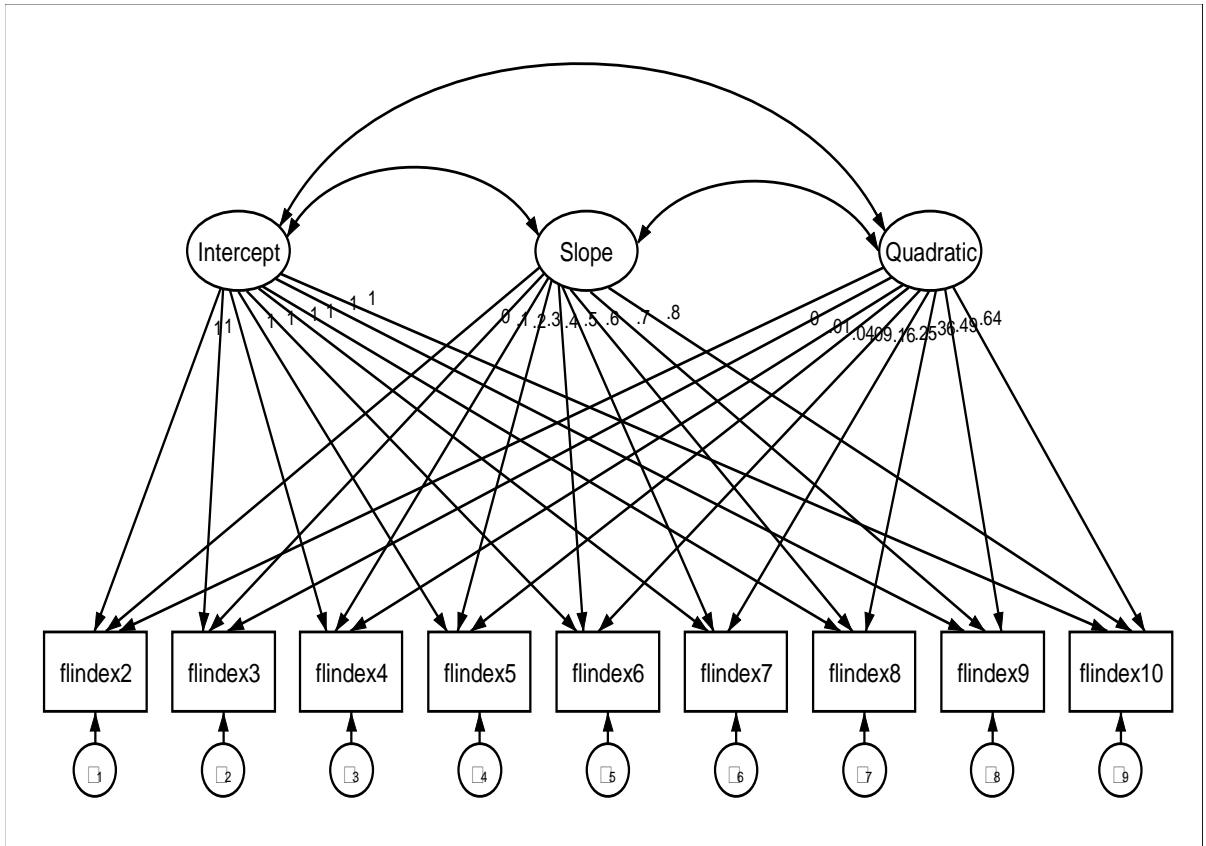 Intercept Slope Quadratic
1 1 1 1 1 1 1 1
0 .1 .2 .3 .4 .5 .6 .7 .8
0 .01 .04 .09 .16 .25 .36 .49 .64
flindex2 flindex3 flindex4 flindex5 flindex6 flindex7 flindex8 flindex9 flindex10
1 2 3 4 5 6 7 8 9